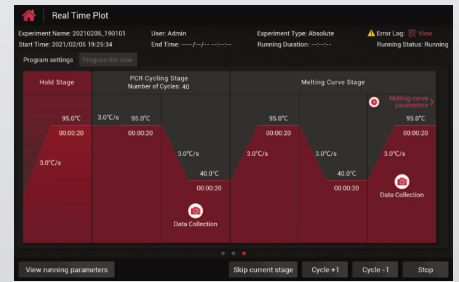 Real Time Plot
Experiment Name: 20210206_190101 User: Admin Experiment Type: Absolute Error Log: View
Start Time: 2021/02/05 19:25:34 End Time: ----/--/-- --:--:-- Running Duration: --:--:-- Running Status: Running
Program settings Program list view
Hold Stage
PCR Cycling Stage
Number of Cycles: 40
Melting Curve Stage
Melting curve
parameters >
95.0°C 3.0°C/s 95.0°C 95.0°C 95.0°C
00:00:20 00:00:20 00:00:20 00:00:20
3.0°C/s 3.0°C/s 3.0°C/s 3.0°C/s 3.0°C/s
40.0°C 40.0°C
00:00:20 00:00:20
Data Collection
Data Collection
View running parameters Skip current stage Cycle +1 Cycle -1 Stop